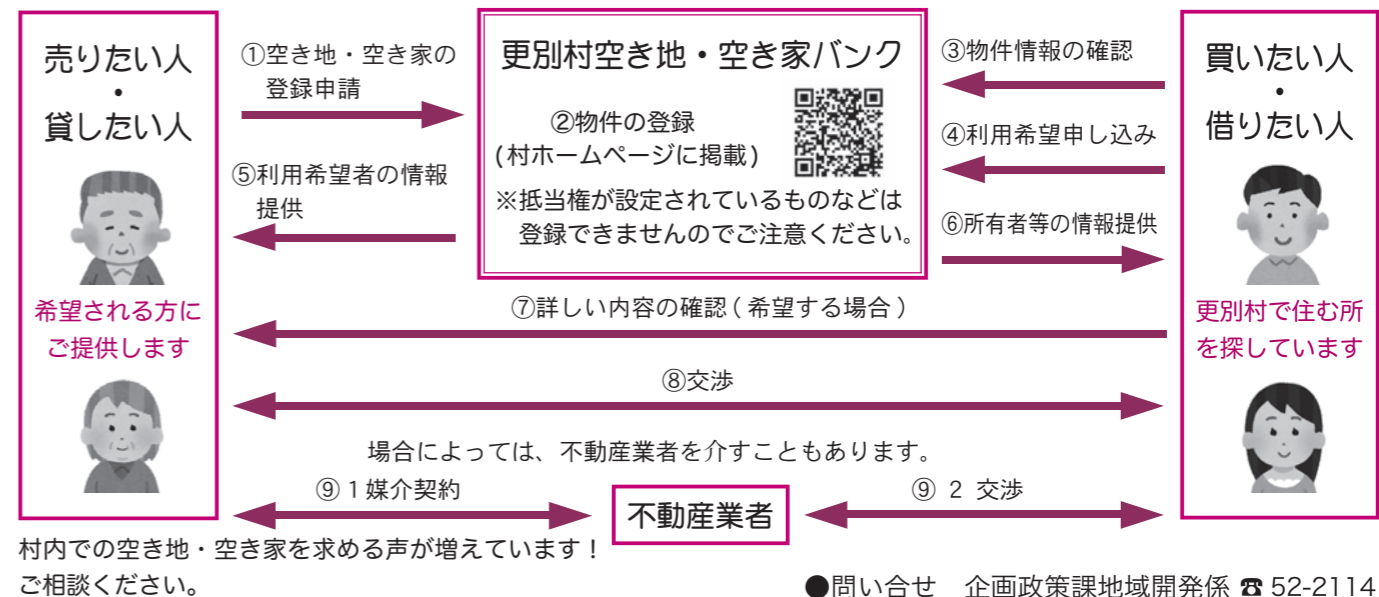 売りたい人
・
貸したい人
希望される方に
ご提供します
①空き地・空き家の
登録申請
⑤利用希望者の情報
提供
更別村空き地・空き家バンク
②物件の登録
(村ホームページに掲載)
※抵当権が設定されているものなどは
登録できませんのでご注意ください。
③物件情報の確認
④利用希望申し込み
⑥所有者等の情報提供
買いたい人
・
借りたい人
更別村で住む所
を探しています
⑦詳しい内容の確認(希望する場合)
⑧交渉
場合によっては、不動産業者を介すこともあります。
⑨1媒介契約
不動産業者
⑨ 2 交渉
村内での空き地・空き家を求める声が増えています！
ご相談ください。
●問い合せ 企画政策課地域開発係 ☎ 52-2114